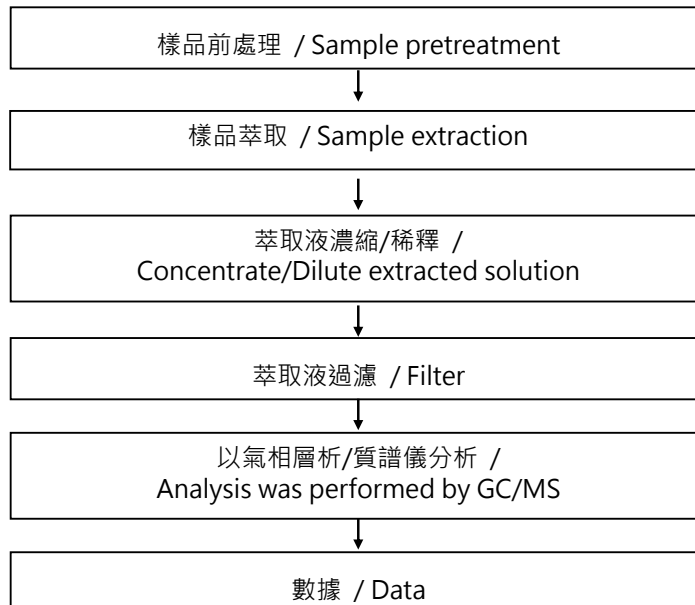 樣品前處理 / Sample pretreatment
樣品萃取 / Sample extraction
萃取液濃縮/稀釋 /
Concentrate/Dilute extracted solution
萃取液過濾 / Filter
以氣相層析/質譜儀分析 /
Analysis was performed by GC/MS
數據 / Data